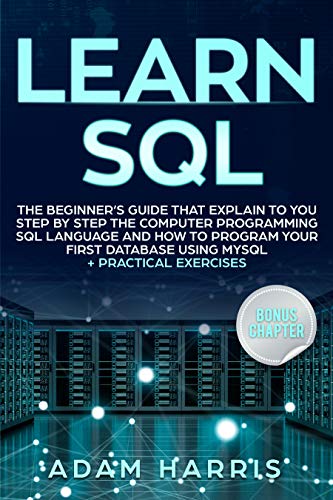 LEARN
SQL
THE BEGINNER'S GUIDE THAT EXPLAIN TO YOU
STEP BY STEP THE COMPUTER PROGRAMMING
SQL LANGUAGE AND HOW TO PROGRAM YOUR
FIRST DATABASE USING MYSQL
+ PRACTICAL EXERCISES
BONUS
CHAPTER
ADAM HARRIS